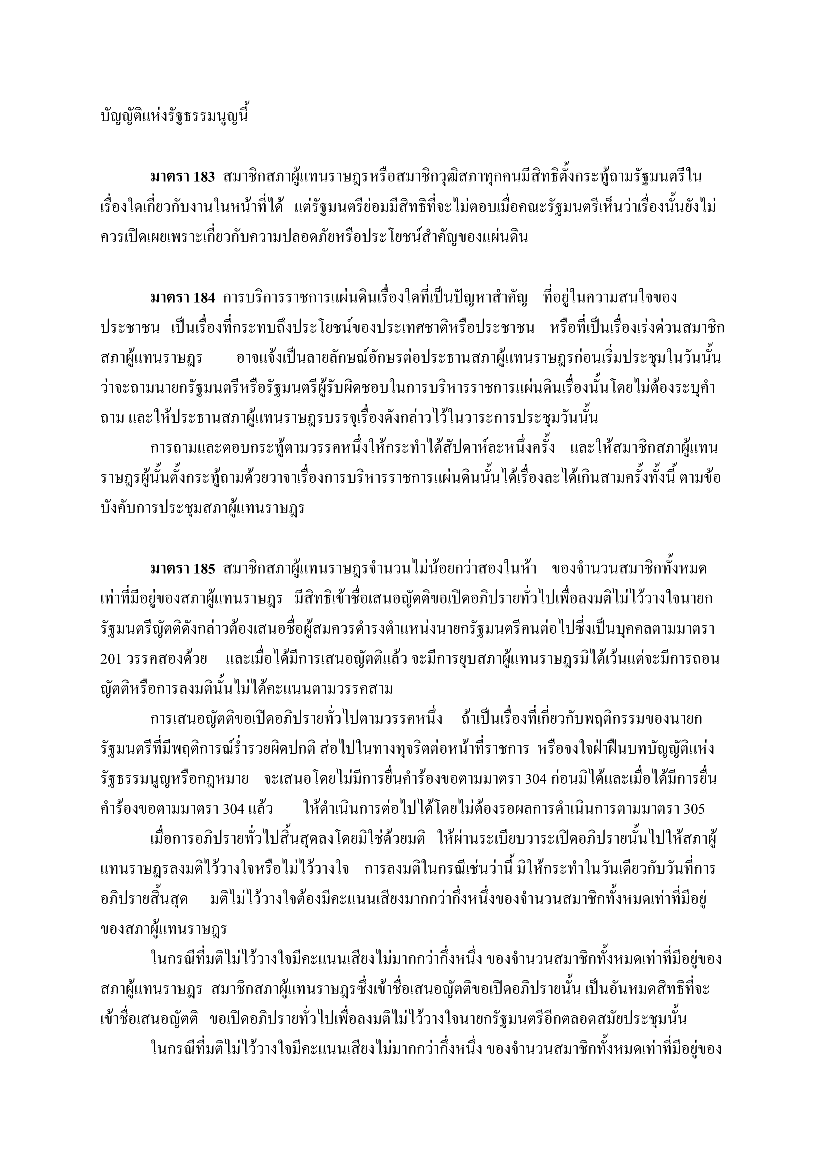 บัญญัติแห่งรัฐธรรมนูญนี้
มาตรา 183 สมาชิกสภาผู้แทนราษฎรหรือสมาชิกวุฒิสภาทุกคนมีสิทธิตั้งกระทู้ถามรัฐมนตรีใน
เรื่องใดเกี่ยวกับงานในหน้าที่ได้ แต่รัฐมนตรีย่อมมีสิทธิที่จะไม่ตอบเมื่อคณะรัฐมนตรีเห็นว่าเรื่องนั้นยังไม่
ควรเปิดเผยเพราะเกี่ยวกับความปลอดภัยหรือประโยชน์สำคัญของแผ่นดิน
มาตรา 184 การบริการราชการแผ่นดินเรื่องใดที่เป็นปัญหาสำคัญ ที่อยู่ในความสนใจของ
ประชาชน เป็นเรื่องที่กระทบถึงประโยชน์ของประเทศชาติหรือประชาชน หรือที่เป็นเรื่องเร่งด่วนสมาชิก
สภาผู้แทนราษฎร อาจแจ้งเป็นลายลักษณ์อักษรต่อประธานสภาผู้แทนราษฎรก่อนเริ่มประชุมในวันนั้น
ว่าจะถามนายกรัฐมนตรีหรือรัฐมนตรีผู้รับผิดชอบในการบริหารราชการแผ่นดินเรื่องนั้นโดยไม่ต้องระบุคำ
ถาม และให้ประธานสภาผู้แทนราษฎรบรรจุเรื่องดังกล่าวไว้ในวาระการประชุมวันนั้น
การถามและตอบกระทู้ตามวรรคหนึ่งให้กระทำได้สัปดาห์ละหนึ่งครั้ง และให้สมาชิกสภาผู้แทน
ราษฎรผู้นั้นตั้งกระทู้ถามด้วยวาจาเรื่องการบริหารราชการแผ่นดินนั้นได้เรื่องละได้เกินสามครั้งทั้งนี้ ตามข้อ
บังคับการประชุมสภาผู้แทนราษฎร
มาตรา 185 สมาชิกสภาผู้แทนราษฎรจำนวนไม่น้อยกว่าสองในห้า ของจำนวนสมาชิกทั้งหมด
เท่าที่มีอยู่ของสภาผู้แทนราษฎร มีสิทธิเข้าชื่อเสนอญัตติขอเปิดอภิปรายทั่วไปเพื่อลงมติไม่ไว้วางใจนายก
รัฐมนตรีญัตติดังกล่าวต้องเสนอชื่อผู้สมควรดำรงตำแหน่งนายกรัฐมนตรีคนต่อไปซึ่งเป็นบุคคลตามมาตรา
201 วรรคสองด้วย และเมื่อได้มีการเสนอญัตติแล้ว จะมีการยุบสภาผู้แทนราษฎรมิได้เว้นแต่จะมีการถอน
ญัตติหรือการลงมตินั้นไม่ได้คะแนนตามวรรคสาม
การเสนอญัตติขอเปิดอภิปรายทั่วไปตามวรรคหนึ่ง ถ้าเป็นเรื่องที่เกี่ยวกับพฤติกรรมของนายก
รัฐมนตรีที่มีพฤติการณ์ร่ำรวยผิดปกติ ส่อไปในทางทุจริตต่อหน้าที่ราชการ หรือจงใจฝ่าฝืนบทบัญญัติแห่ง
รัฐธรรมนูญหรือกฎหมาย จะเสนอโดยไม่มีการยื่นคำร้องขอตามมาตรา 304 ก่อนมิได้และเมื่อได้มีการยื่น
คำร้องขอตามมาตรา 304 แล้ว ให้ดำเนินการต่อไปได้โดยไม่ต้องรอผลการดำเนินการตามมาตรา 305
เมื่อการอภิปรายทั่วไปสิ้นสุดลงโดยมิใช่ด้วยมติ ให้ผ่านระเบียบวาระเปิดอภิปรายนั้นไปให้สภาผู้
แทนราษฎรลงมติไว้วางใจหรือไม่ไว้วางใจ การลงมติในกรณีเช่นว่านี้ มิให้กระทำในวันเดียวกับวันที่การ
อภิปรายสิ้นสุด มติไม่ไว้วางใจต้องมีคะแนนเสียงมากกว่ากึ่งหนึ่งของจำนวนสมาชิกทั้งหมดเท่าที่มีอยู่
ของสภาผู้แทนราษฎร
ในกรณีที่มติไม่ไว้วางใจมีคะแนนเสียงไม่มากกว่ากึ่งหนึ่ง ของจำนวนสมาชิกทั้งหมดเท่าที่มีอยู่ของ
สภาผู้แทนราษฎร สมาชิกสภาผู้แทนราษฎรซึ่งเข้าชื่อเสนอญัตติขอเปิดอภิปรายนั้น เป็นอันหมดสิทธิที่จะ
เข้าชื่อเสนอญัตติ ขอเปิดอภิปรายทั่วไปเพื่อลงมติไม่ไว้วางใจนายกรัฐมนตรีอีกตลอดสมัยประชุมนั้น
ในกรณีที่มติไม่ไว้วางใจมีคะแนนเสียงไม่มากกว่ากึ่งหนึ่ง ของจำนวนสมาชิกทั้งหมดเท่าที่มีอยู่ของ